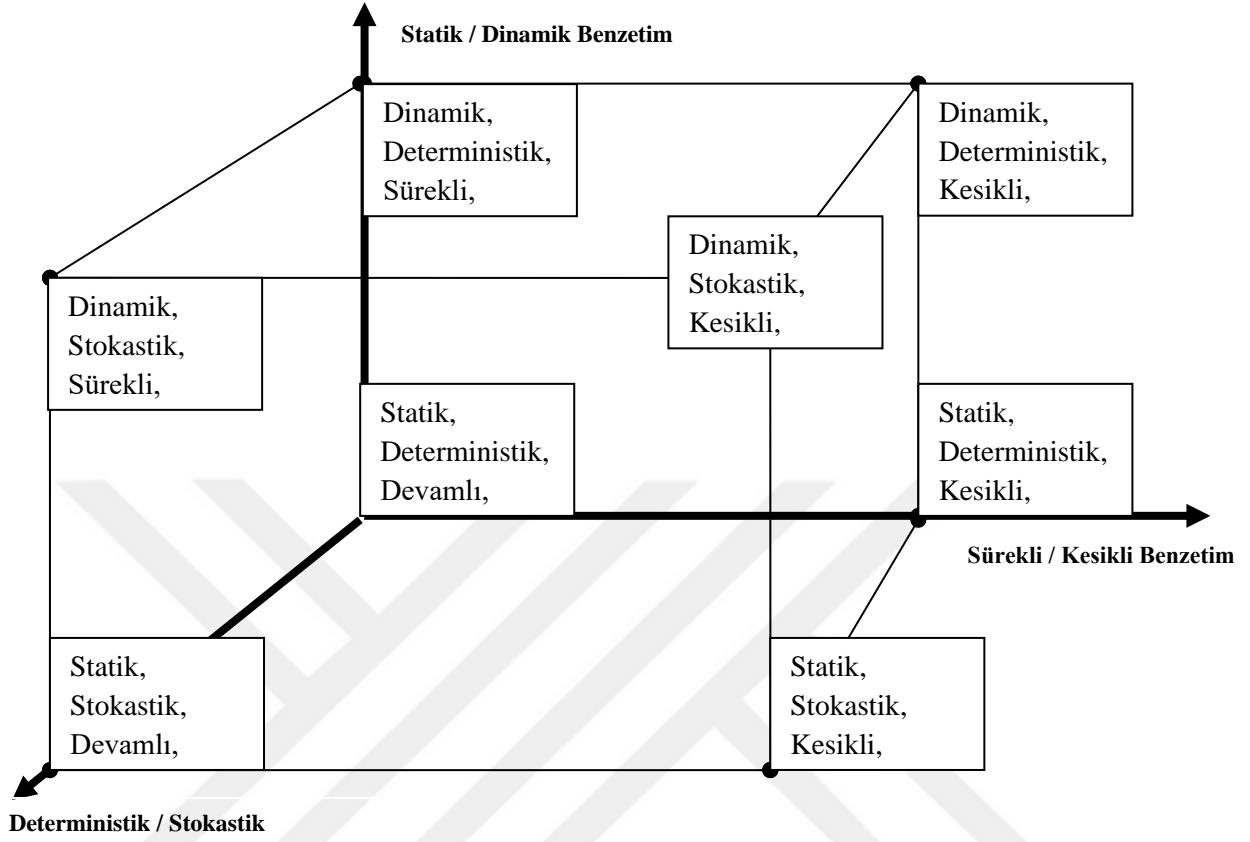 Statik / Dinamik Benzetim
Dinamik,
Deterministik,
Sürekli,
Dinamik,
Deterministik,
Kesikli,
Dinamik,
Stokastik,
Kesikli,
Dinamik,
Stokastik,
Sürekli,
Statik,
Deterministik,
Devamlı,
Statik,
Deterministik,
Kesikli,
Sürekli / Kesikli Benzetim
Statik,
Stokastik,
Devamlı,
Statik,
Stokastik,
Kesikli,
Deterministik / Stokastik